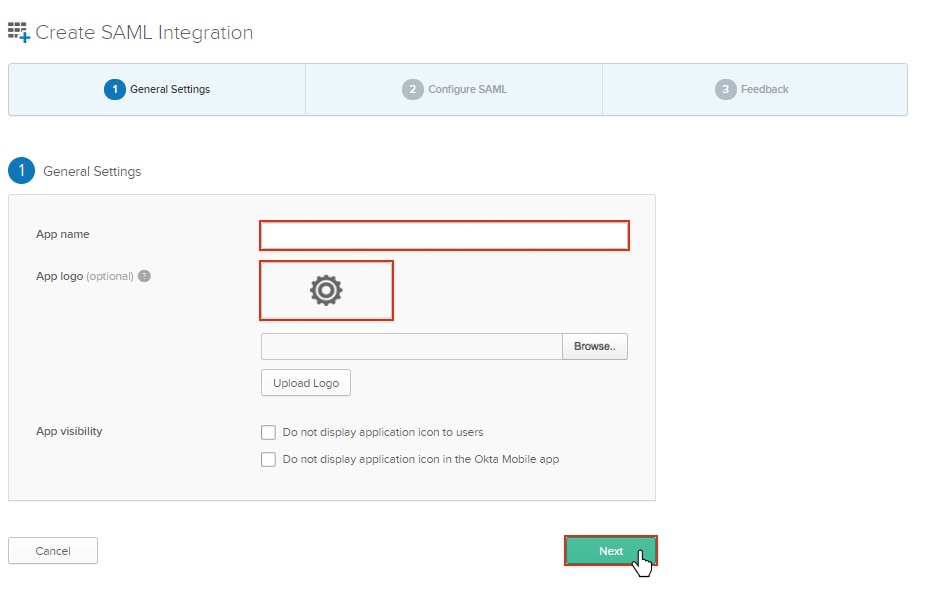 Create SAML Integration
1 General Settings
2 Configure SAML
3 Feedback
1 General Settings
App name
App logo (optional) ?
Browse..
Upload Logo
App visibility
Do not display application icon to users
Do not display application icon in the Okta Mobile app
Cancel
Next